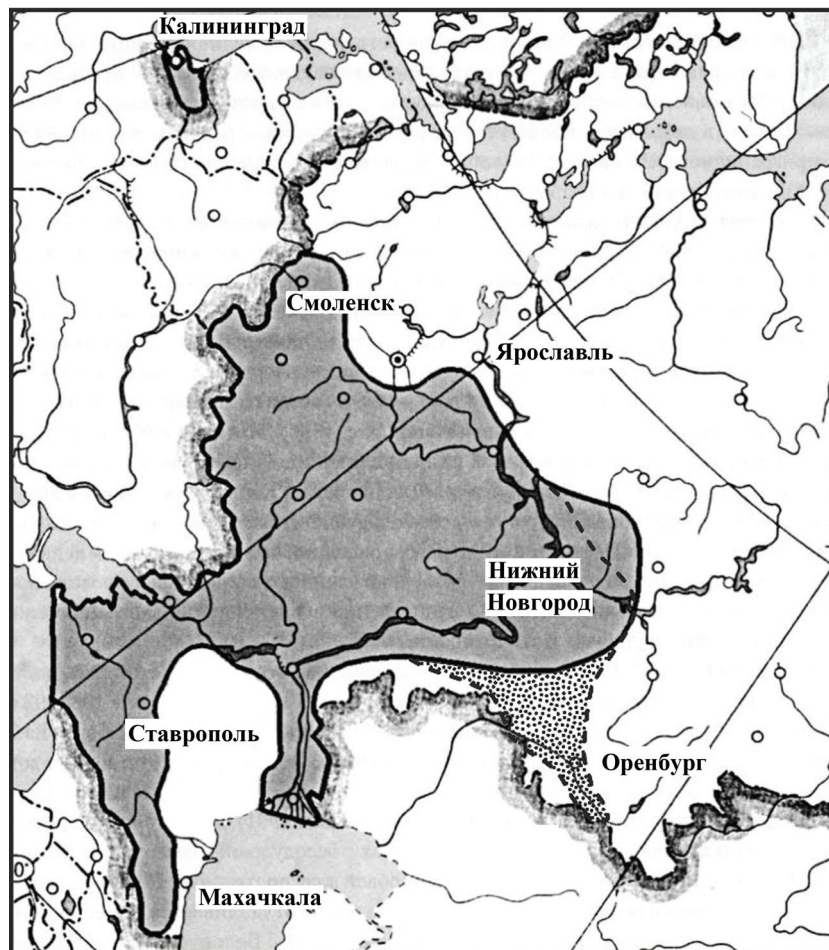 Калининград
Смоленск
Ярославль
Нижний
Новгород
Ставрополь
Оренбург
Махачкала